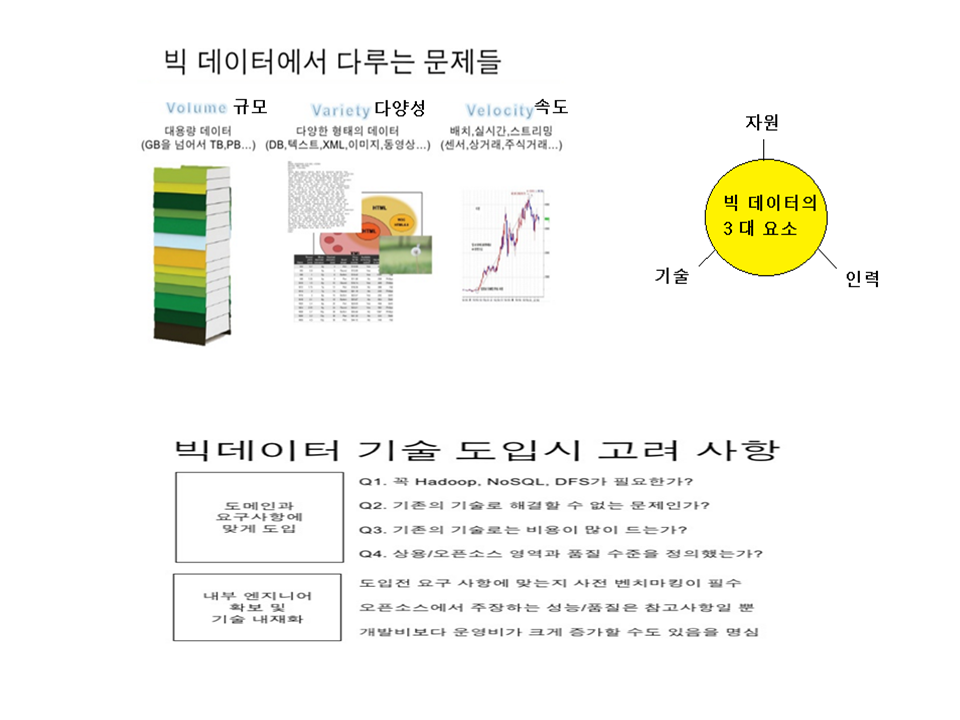 빅 데이터에서 다루는 문제들
Volume 규모
대용량 데이터
(GB을 넘어서 TB,PB...)
Variety 다양성
다양한 형태의 데이터
(DB,텍스트,XML,이미지,동영상...)
HTML
Velocity 속도
배치,실시간,스트리밍
(센서,상거래,주식거래...)
자원
빅 데이터의
3대 요소
기술
인력
빅데이터 기술 도입시 고려 사항
도메인과
요구사항에
맞게 도입
Q1. 꼭 Hadoop, NoSQL, DFS가 필요한가?
Q2. 기존의 기술로 해결할 수 없는 문제인가?
Q3. 기존의 기술로는 비용이 많이 드는가?
Q4. 상용/오픈소스 영역과 품질 수준을 정의했는가?
내부 엔지니어
확보 및
기술 내재화
도입전 요구 사항에 맞는지 사전 벤치마킹이 필수
오픈소스에서 주장하는 성능/품질은 참고사항일 뿐
개발비보다 운영비가 크게 증가할 수도 있음을 명심